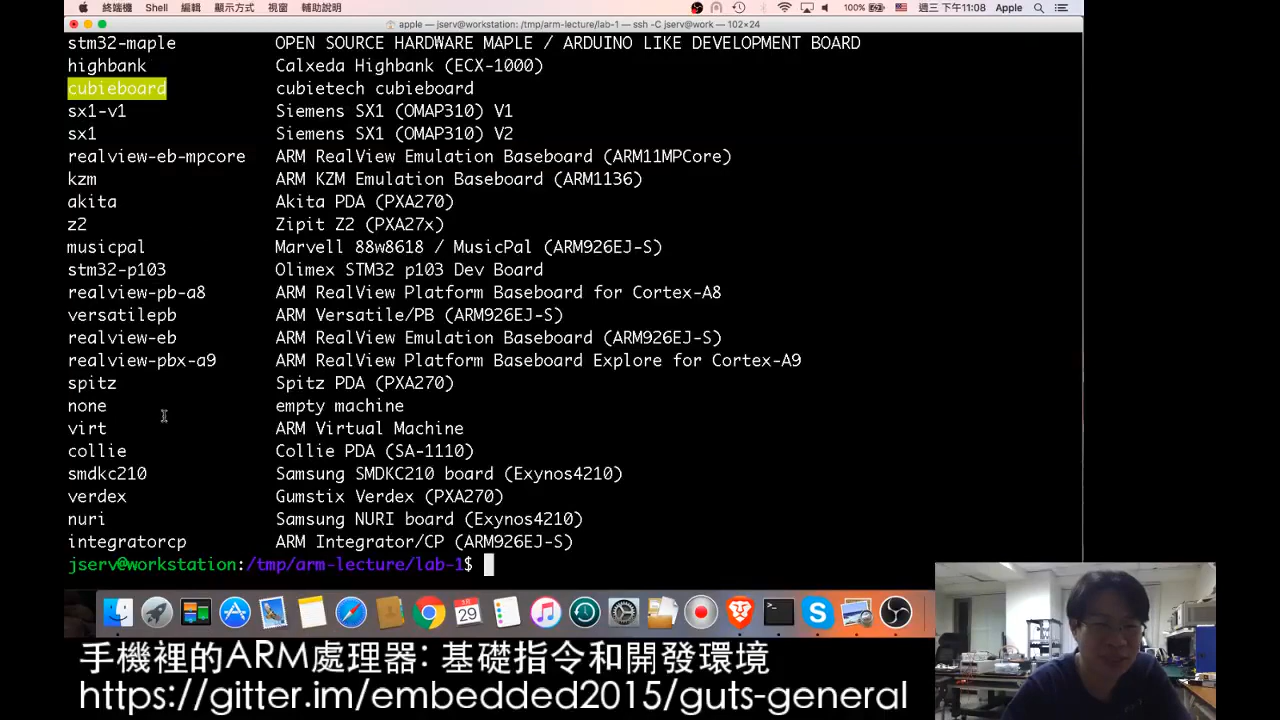 終端機 Shell 編輯 顯示方式 視窗 輔助說明 100% 週三下午11:08 Apple
apple — jserv@workstation: /tmp/arm-lecture/lab-1 — ssh -C jserv@work — 102×24
stm32-maple OPEN SOURCE HARDWARE MAPLE / ARDUINO LIKE DEVELOPMENT BOARD
highbank Calxeda Highbank (ECX-1000)
cubieboard cubietech cubieboard
sx1-v1 Siemens SX1 (OMAP310) V1
sx1 Siemens SX1 (OMAP310) V2
realview-eb-mpcore ARM RealView Emulation Baseboard (ARM11MPCore)
kzm ARM KZM Emulation Baseboard (ARM1136)
akita Akita PDA (PXA270)
z2 Zipit Z2 (PXA27x)
musicpal Marvell 88w8618 / MusicPal (ARM926EJ-S)
stm32-p103 Olimex STM32 p103 Dev Board
realview-pb-a8 ARM RealView Platform Baseboard for Cortex-A8
versatilepb ARM Versatile/PB (ARM926EJ-S)
realview-eb ARM RealView Emulation Baseboard (ARM926EJ-S)
realview-pbx-a9 ARM RealView Platform Baseboard Explore for Cortex-A9
spitz Spitz PDA (PXA270)
none empty machine
virt ARM Virtual Machine
collie Collie PDA (SA-1110)
smdkc210 Samsung SMDKC210 board (Exynos4210)
verdex Gumstix Verdex (PXA270)
nuri Samsung NURI board (Exynos4210)
integratorcp ARM Integrator/CP (ARM926EJ-S)
jserv@workstation:/tmp/arm-lecture/lab-1$
29
手機裡的ARM處理器: 基礎指令和開發環境
https://gitter.im/embedded2015/guts-general